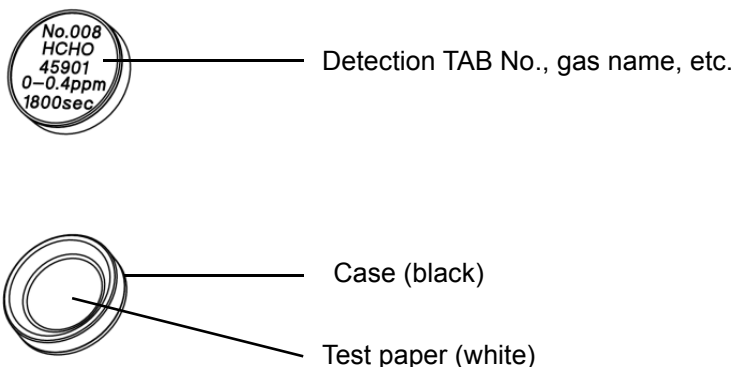 No.008
HCHO
45901
0-0.4ppm
1800sec
Detection TAB No., gas name, etc.
Case (black)
Test paper (white)